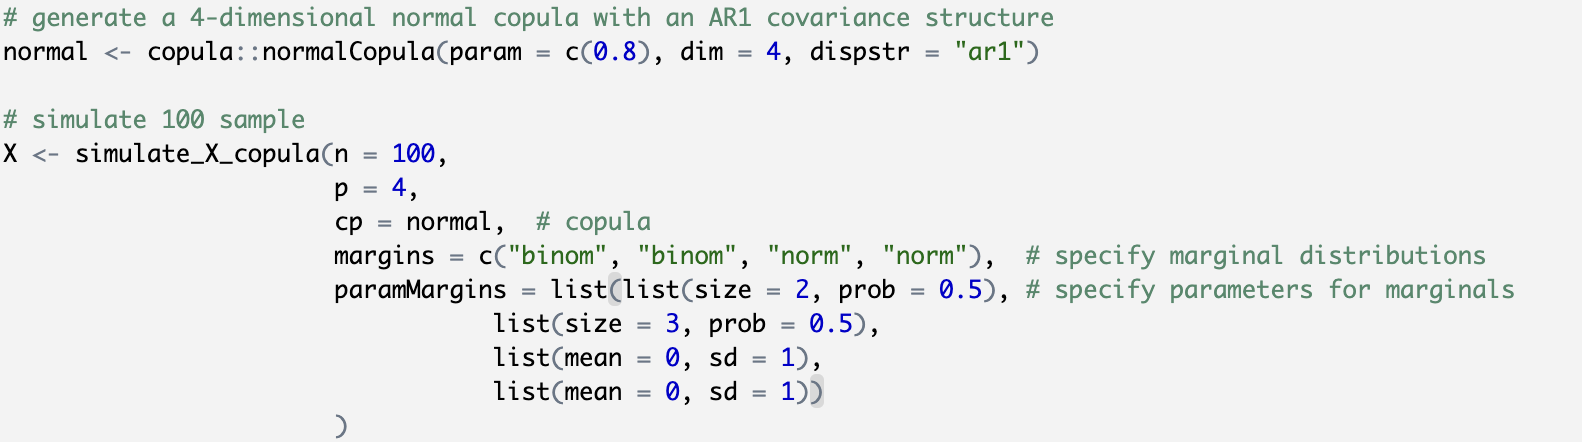 # generate a 4-dimensional normal copula with an AR1 covariance structure
normal <- copula::normalCopula(param = c(0.8), dim = 4, dispstr = "ar1")
# simulate 100 sample
X <- simulate_X_copula(n = 100,
p = 4,
cp = normal,  # copula
margins = c("binom", "binom", "norm", "norm"),  # specify marginal distributions
paramMargins = list(list(size = 2, prob = 0.5), # specify parameters for marginals
list(size = 3, prob = 0.5),
list(mean = 0, sd = 1),
list(mean = 0, sd = 1))
)